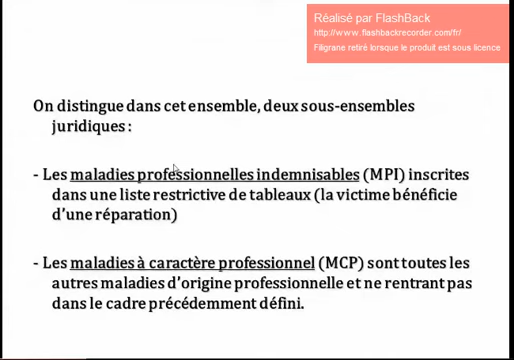 Réalisé par FlashBack
http://www.flashbackrecorder.com/fr/
Filigrane retiré lorsque le produit est sous licence
On distingue dans cet ensemble, deux sous-ensembles
juridiques :
- Les maladies professionnelles indemnisables (MPI) inscrites
dans une liste restrictive de tableaux (la victime bénéficie
d'une réparation)
- Les maladies à caractère professionnel (MCP) sont toutes les
autres maladies d'origine professionnelle et ne rentrant pas
dans le cadre précédemment défini.